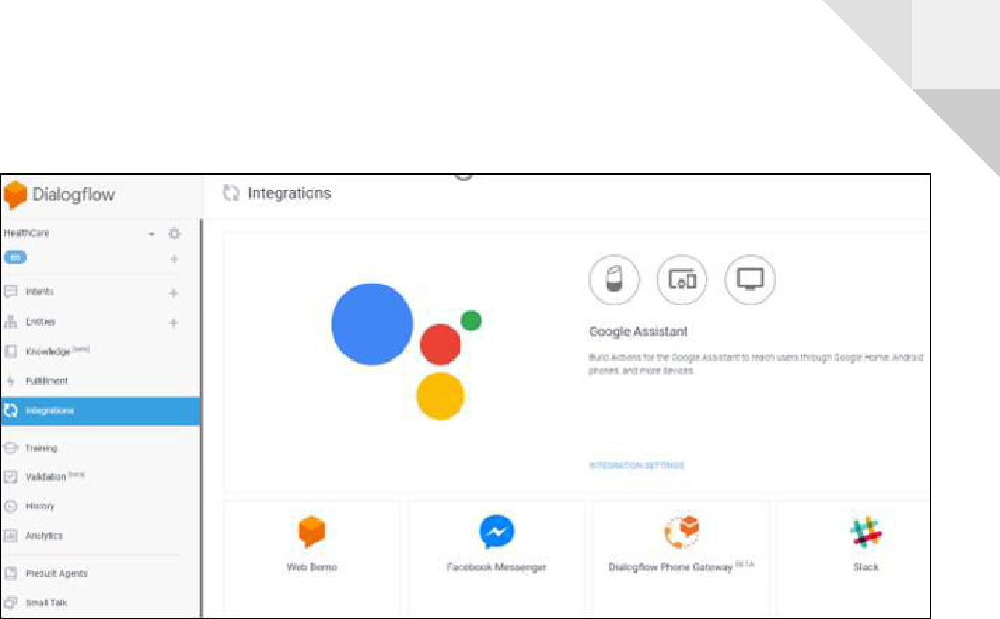 Dialogflow
Integrations
HealthCare
en
Intents
Entities
Knowledge [beta]
Fulfillment
Integrations
Training
Validation [beta]
History
Analytics
Prebuilt Agents
Small Talk
Google Assistant
Build Actions for the Google Assistant to reach users through Google Home, Android
phones, and more devices.
INTEGRATION SETTINGS
Web Demo
Facebook Messenger
Dialogflow Phone Gateway BETA
Slack